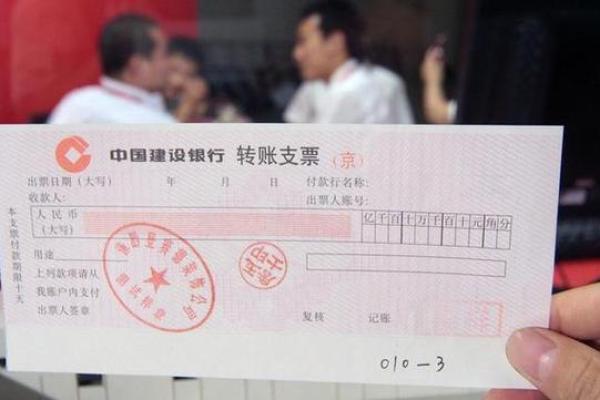 中国建设银行 转账支票(京)
出票日期(大写) 年 月 日 付款行名称:
收款人: 出票人账号:
人民币
(大写)
亿千百十万千百十元角分
用途
上列款项请从
我账户内支付
出票人签章 复核 记账
本支票付款期限十天
测试样章
010-3